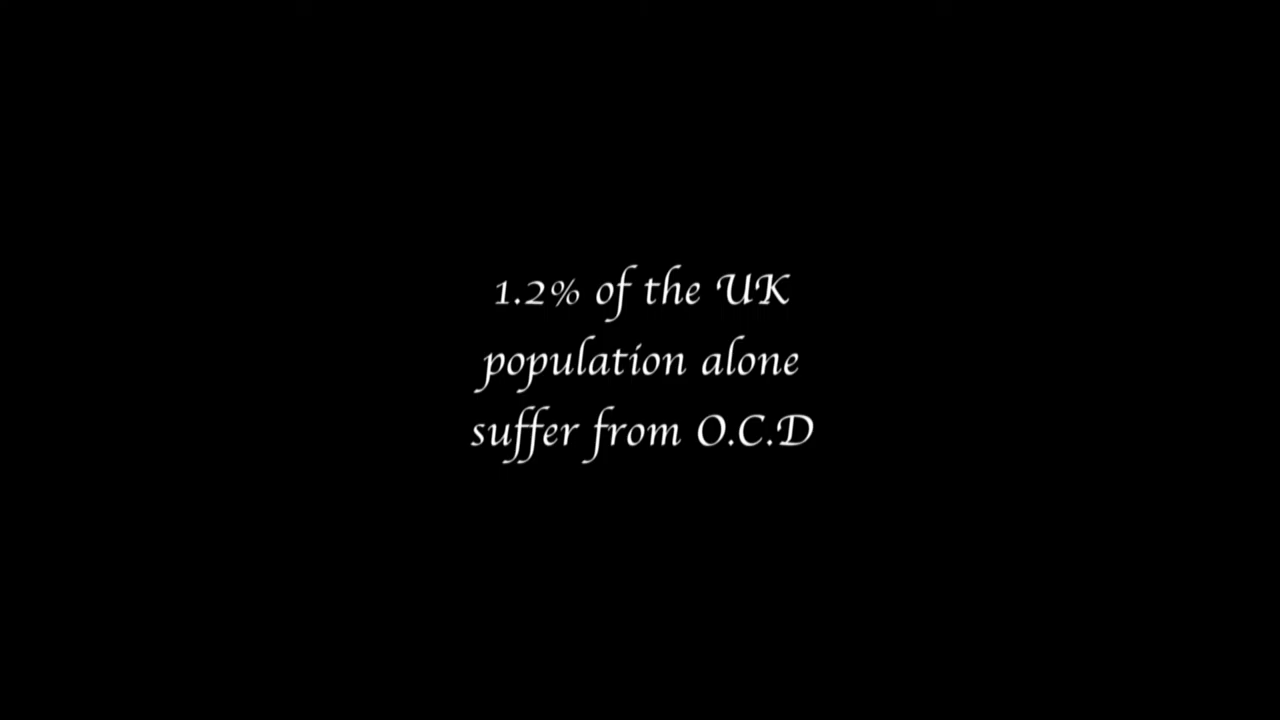 1.2% of the UK
population alone
suffer from O.C.D